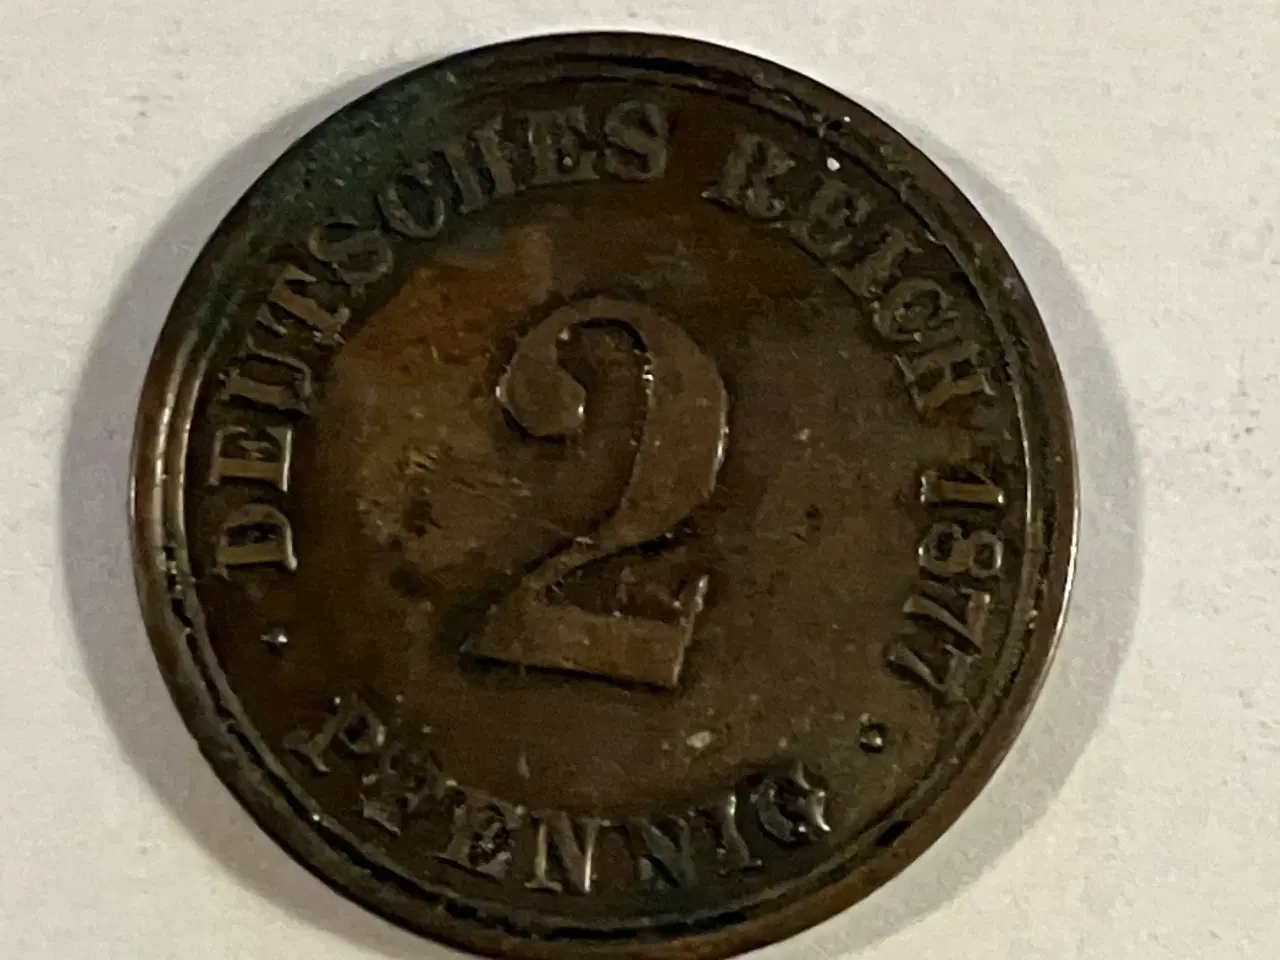 DEUTSCHES REICH 1877
2
PFENNIG